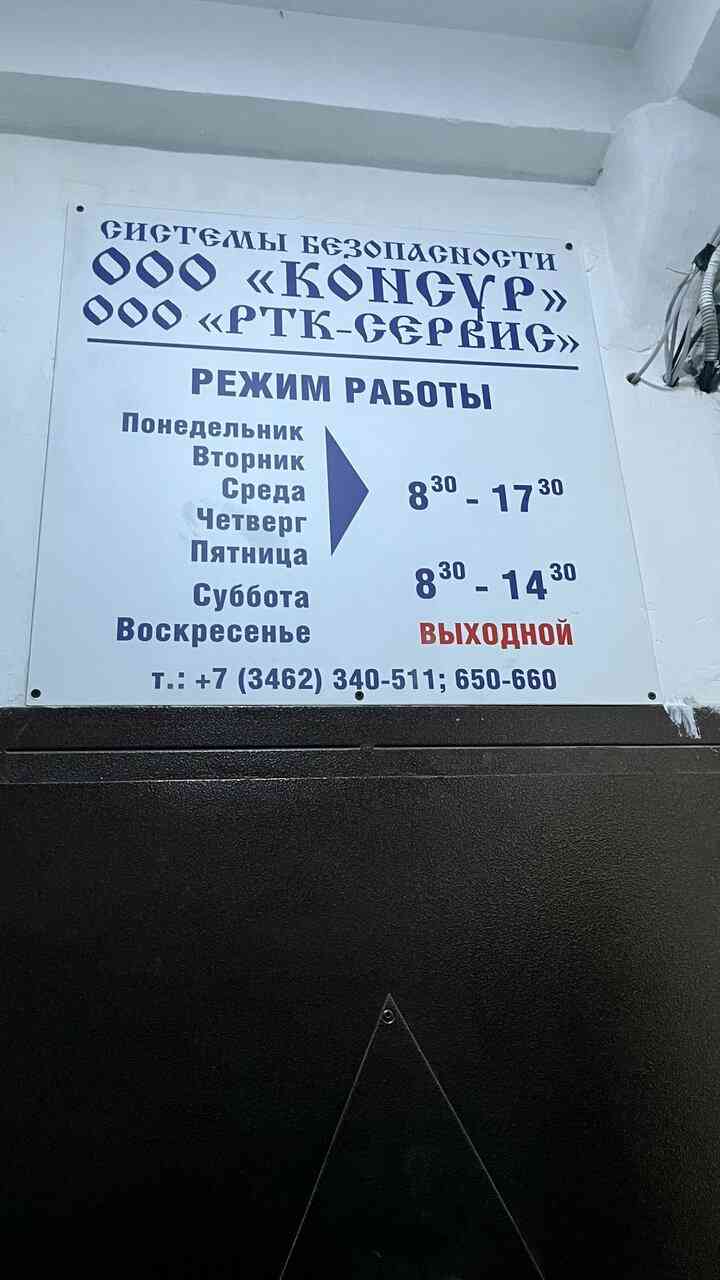 СИСТЕМЫ БЕЗОПАСНОСТИ
ООО «КОНСУР»
ООО «РТК-СЕРВИС»
РЕЖИМ РАБОТЫ
Понедельник
Вторник
Среда
Четверг
Пятница
8³⁰ - 17³⁰
Суббота 8³⁰ - 14³⁰
Воскресенье ВЫХОДНОЙ
т.: +7 (3462) 340-511; 650-660